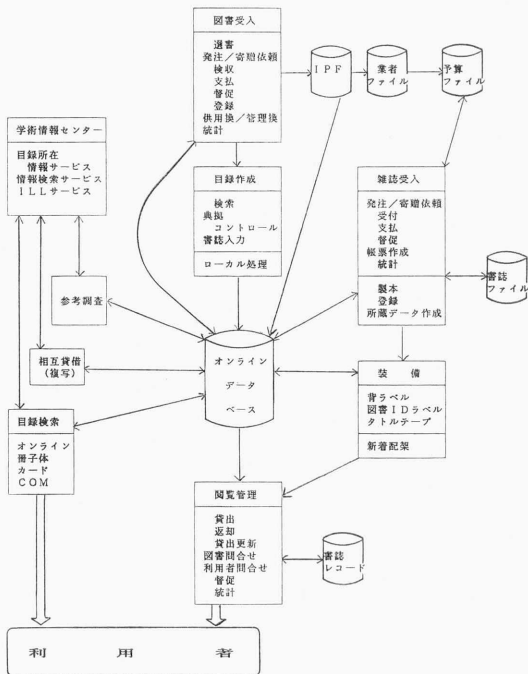 図書受入
選書
発注／寄贈依頼
検収
支払
督促
登録
供用換／管理換
統計
ＩＰＦ
業者
ファイル
予算
ファイル
学術情報センター
目録所在
情報サービス
情報検索サービス
ＩＬＬサービス
目録作成
検索
典拠
コントロール
書誌入力
ローカル処理
雑誌受入
発注／寄贈依頼
受付
支払
督促
帳票作成
統計
製本
登録
所蔵データ作成
書誌
ファイル
参考調査
相互貸借
(複写)
オンライン
データ
ベース
装備
背ラベル
図書ＩＤラベル
タトルテープ
新着配架
目録検索
オンライン
冊子体
カード
ＣＯＭ
閲覧管理
貸出
返却
貸出更新
図書問合せ
利用者問合せ
督促
統計
書誌
レコード
利用者